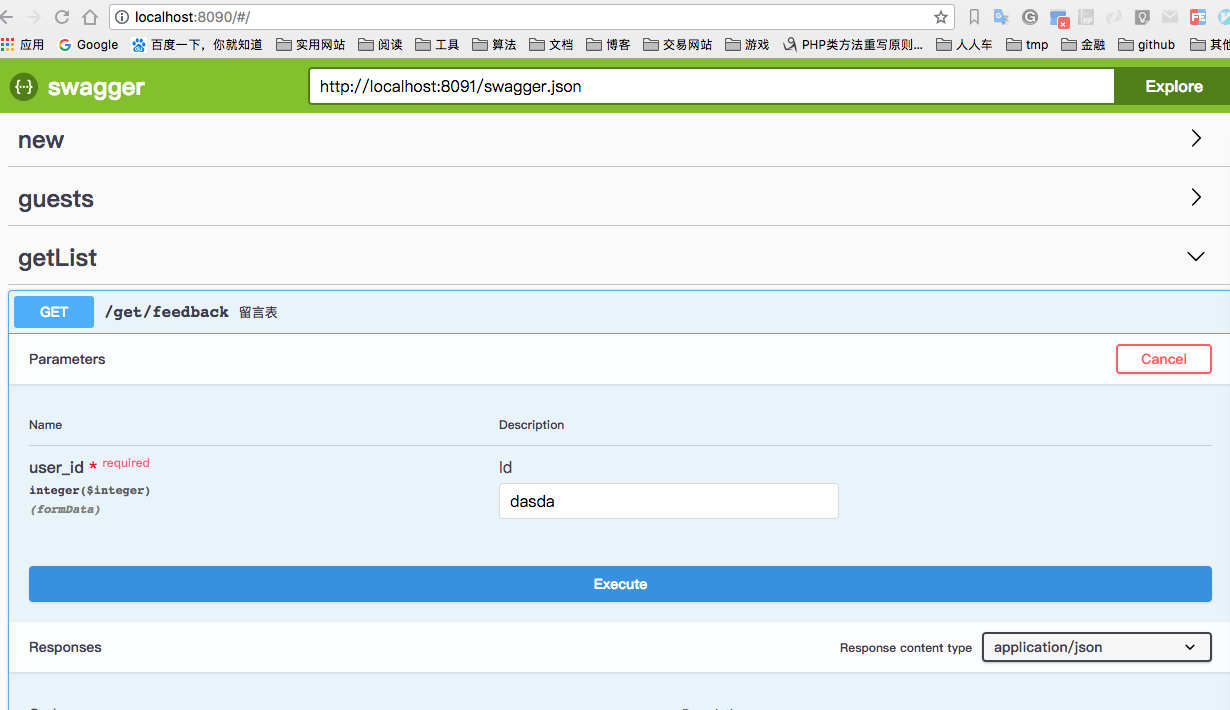 localhost:8090/#/
应用 Google 百度一下，你就知道 实用网站 阅读 工具 算法 文档 博客 交易网站 游戏 PHP类方法重写原则... 人人车 tmp 金融 github 其他
{··} swagger http://localhost:8091/swagger.json Explore
new
guests
getList
GET /get/feedback 留言表
Parameters Cancel
Name Description
user_id * required Id
integer($integer) dasda
(formData)
Execute
Responses Response content type application/json